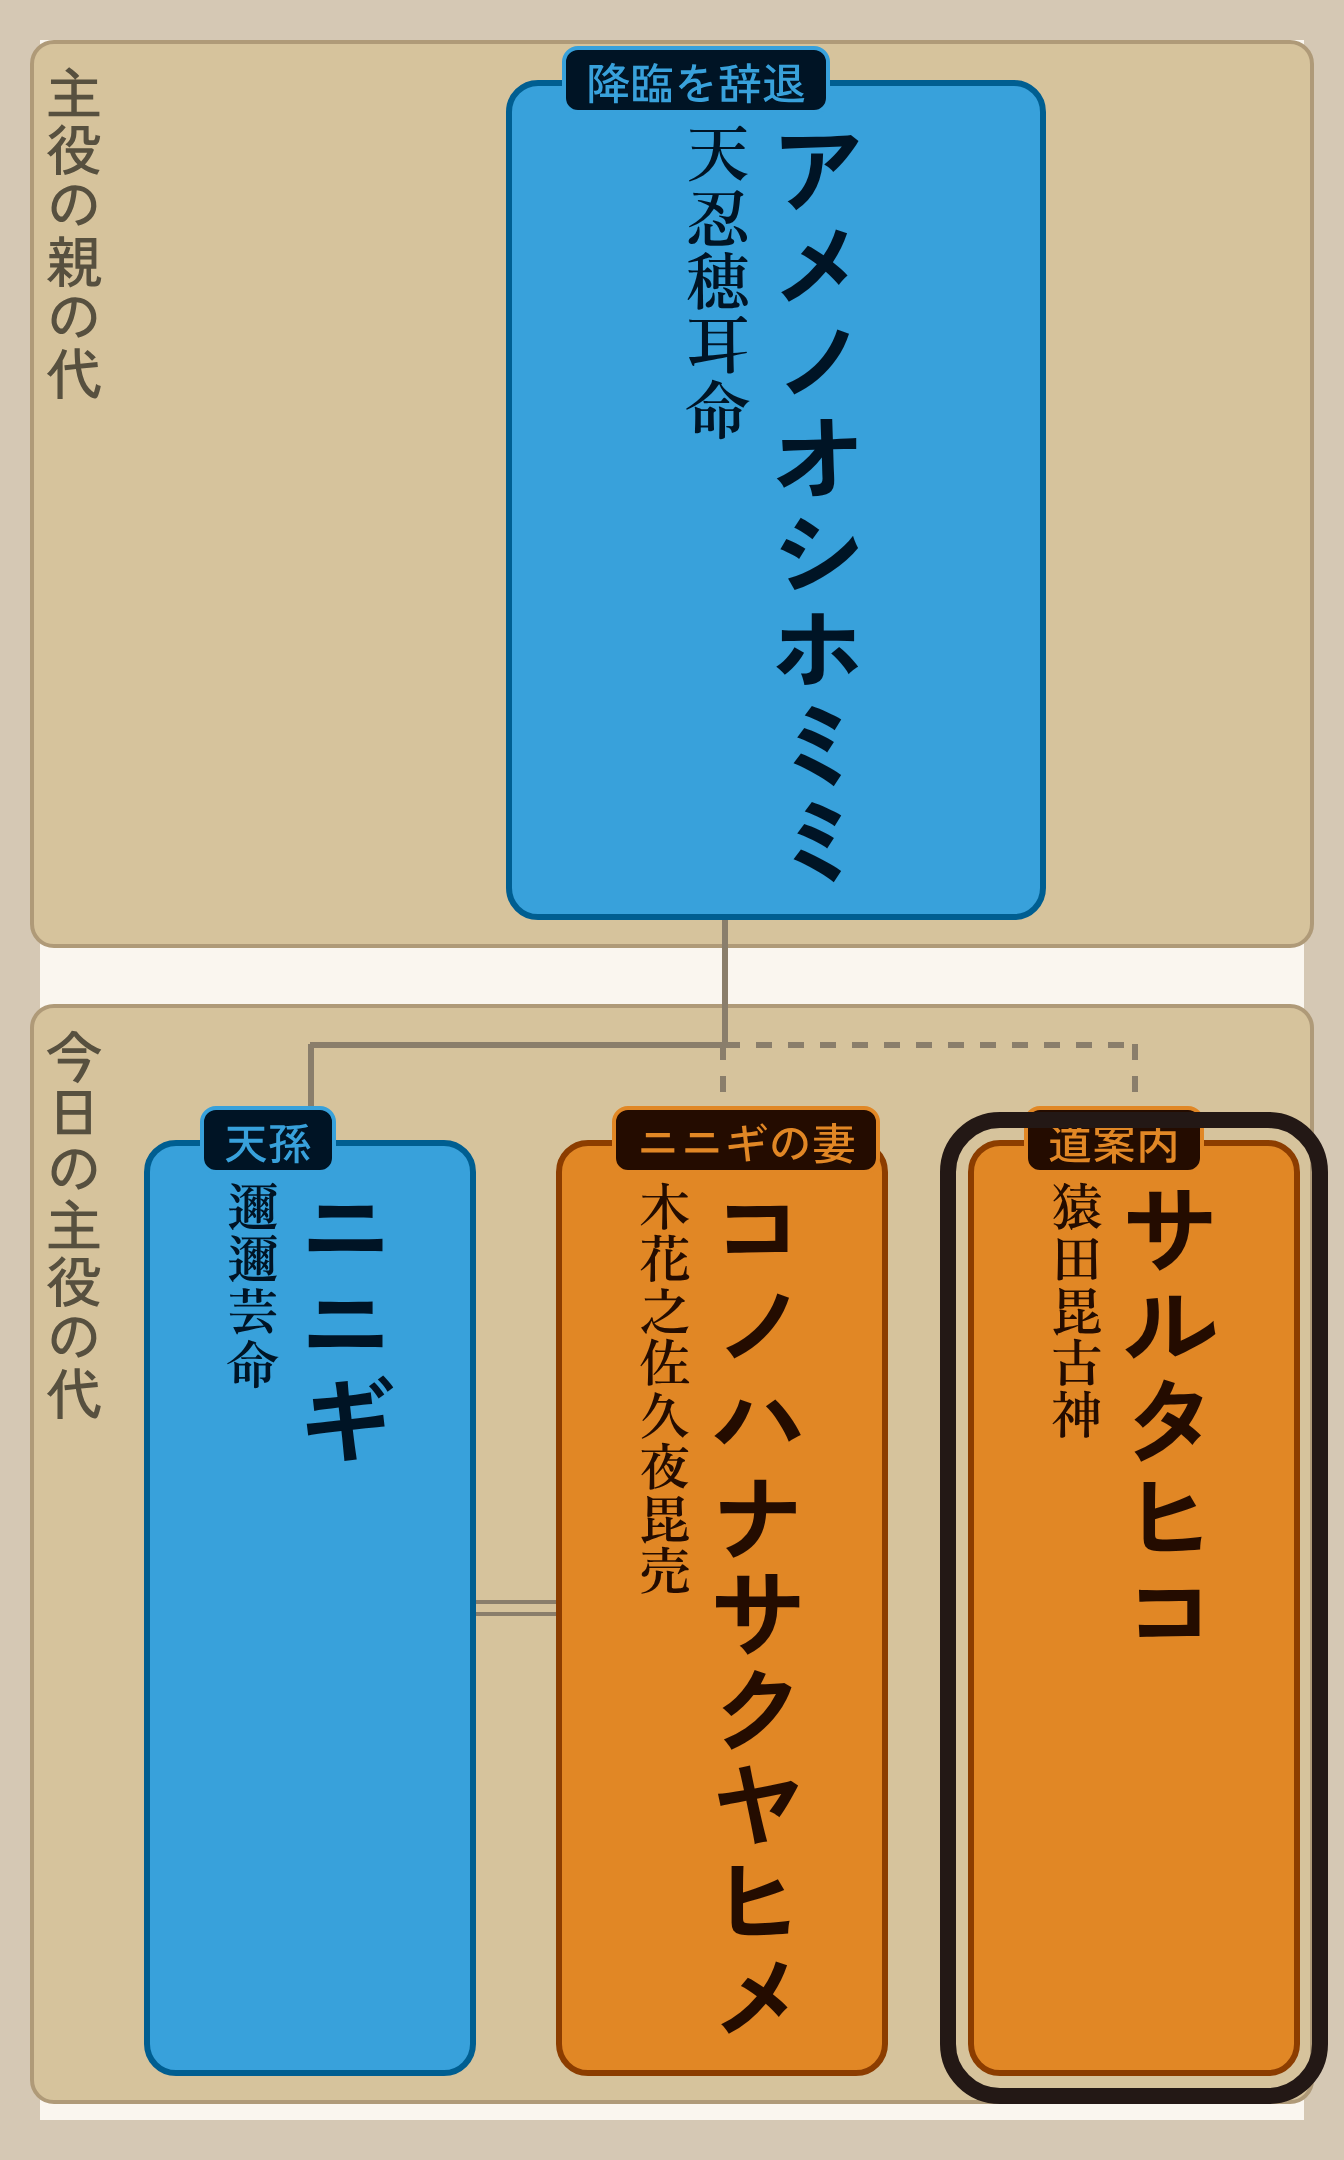 主役の親の代
降臨を辞退
アメノオシホミミ
天忍穂耳命
今日の主役の代
天孫
ニニギ
邇邇芸命
ニニギの妻
コノハナサクヤヒメ
木花之佐久夜毘売
道案内
サルタヒコ
猿田毘古神